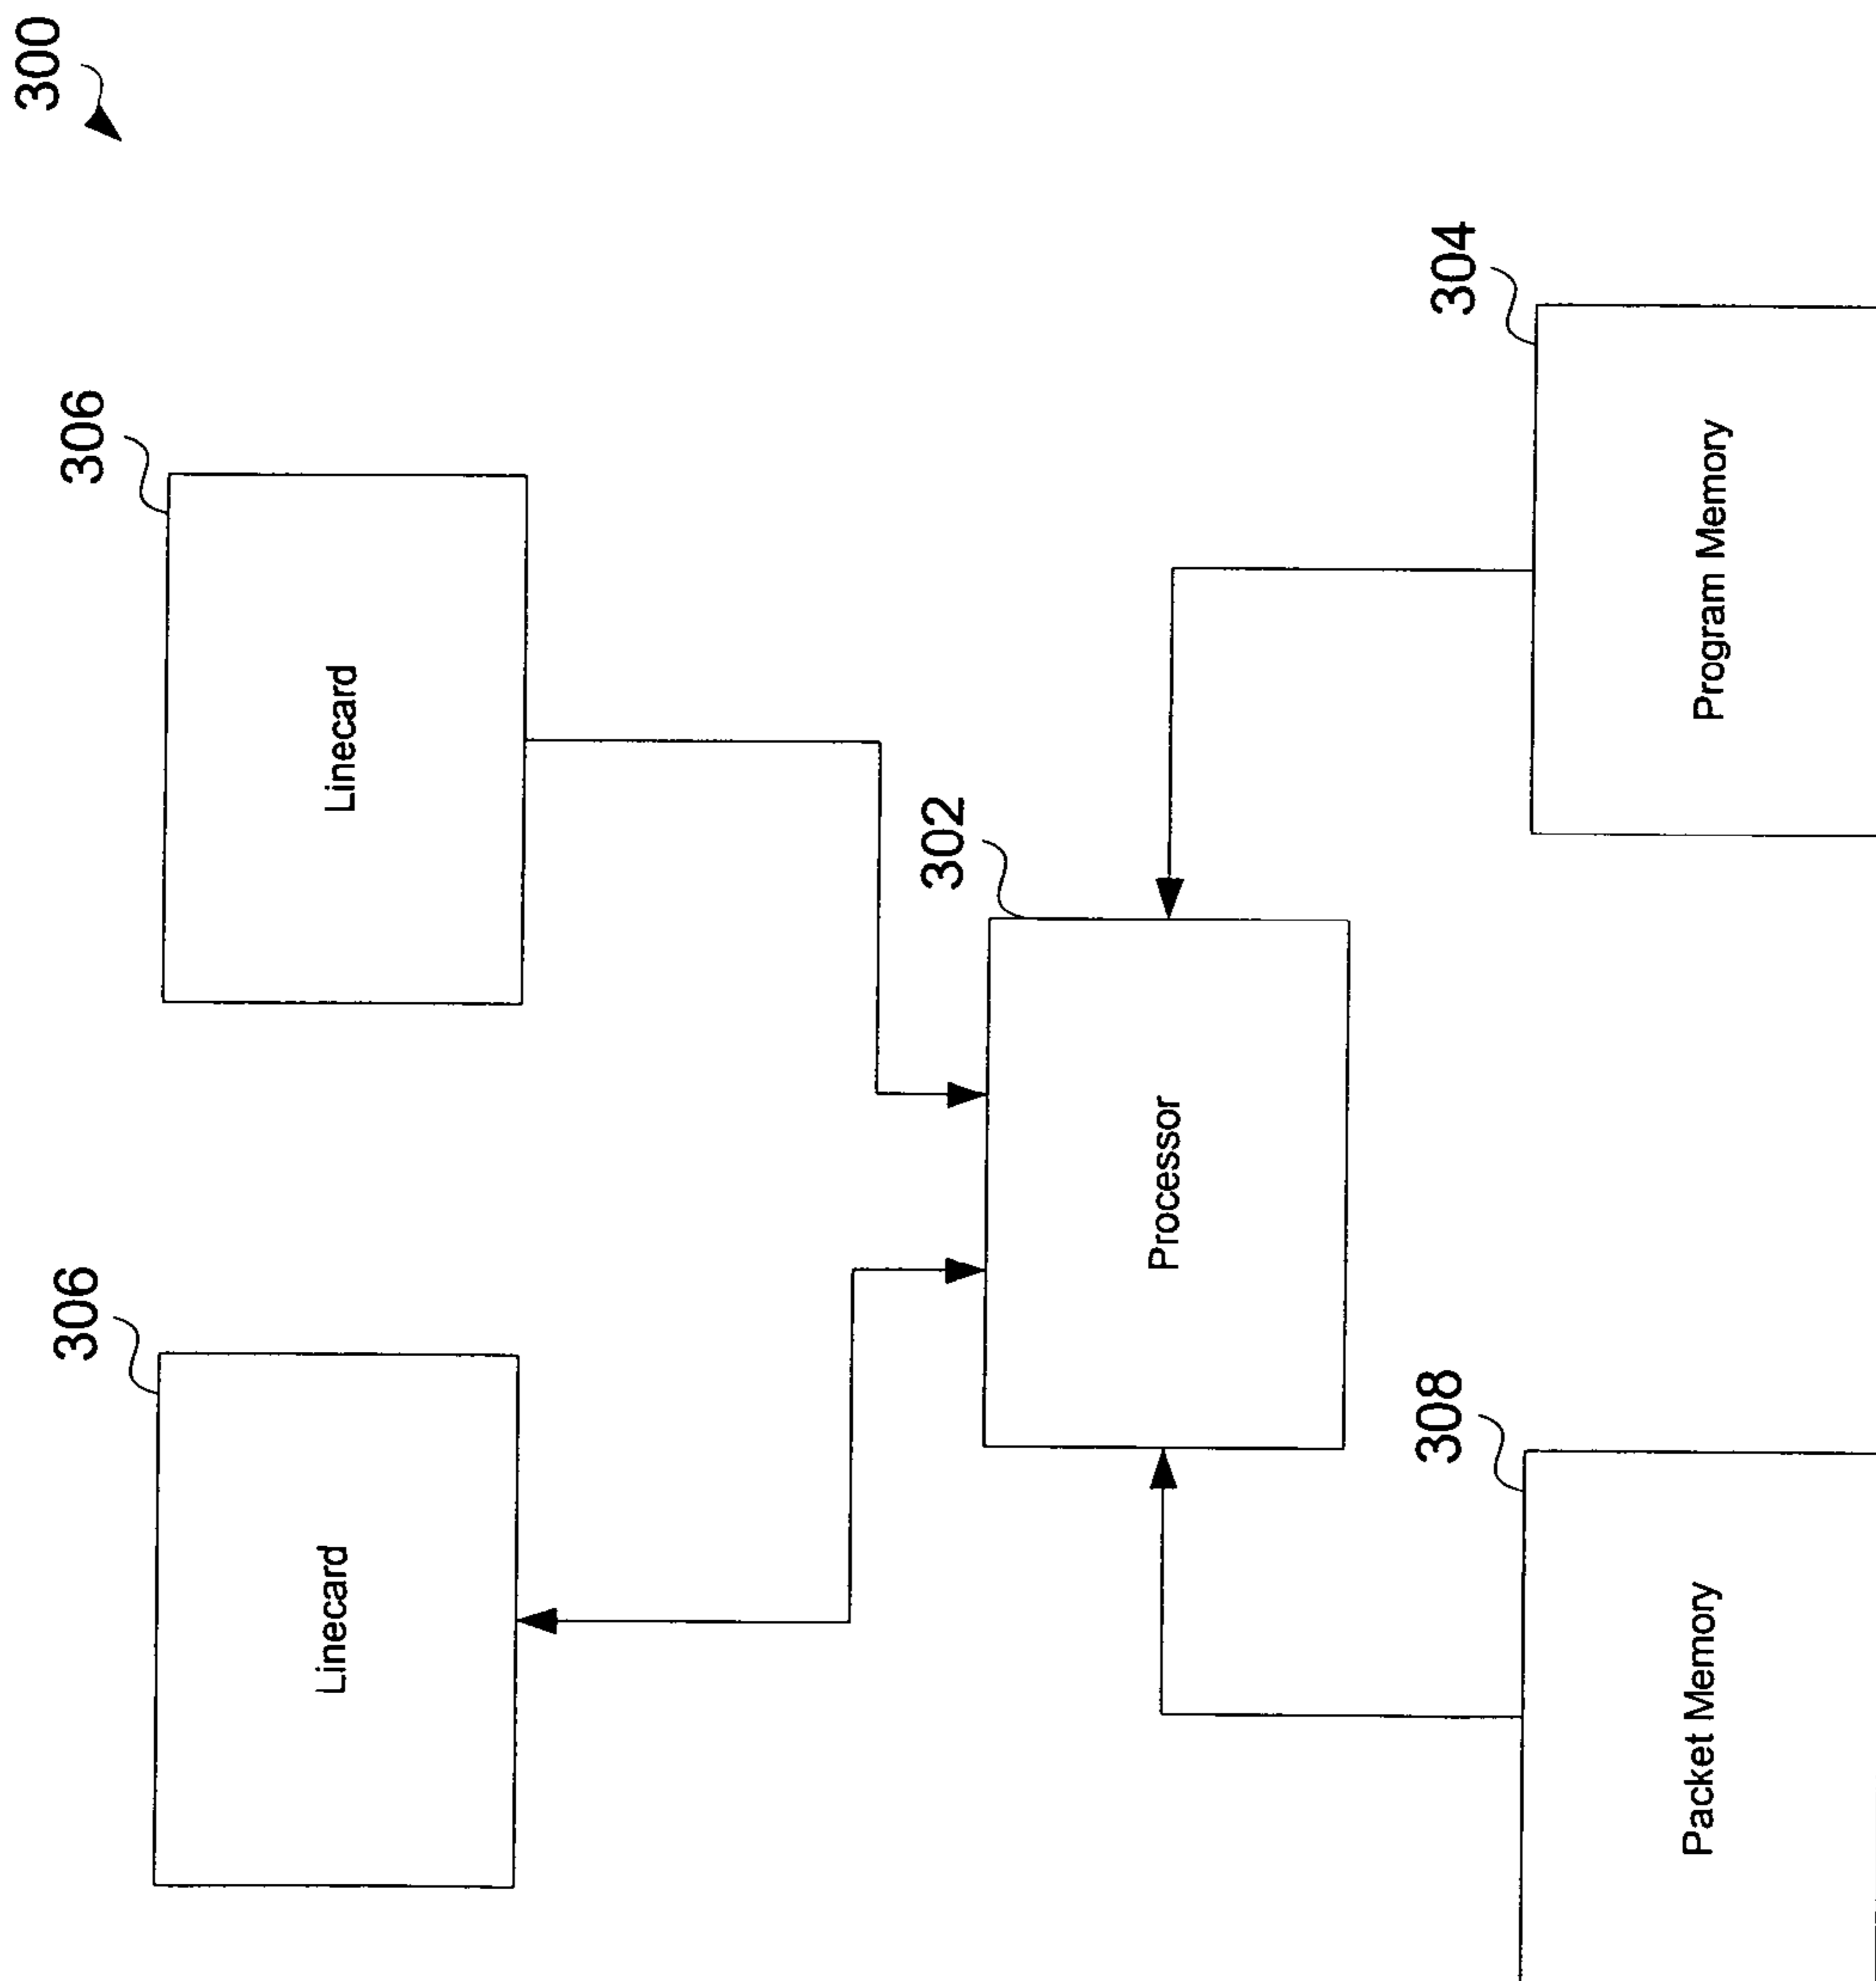 300
306
Linecard
306
Linecard
302
Processor
308
Packet Memory
304
Program Memory